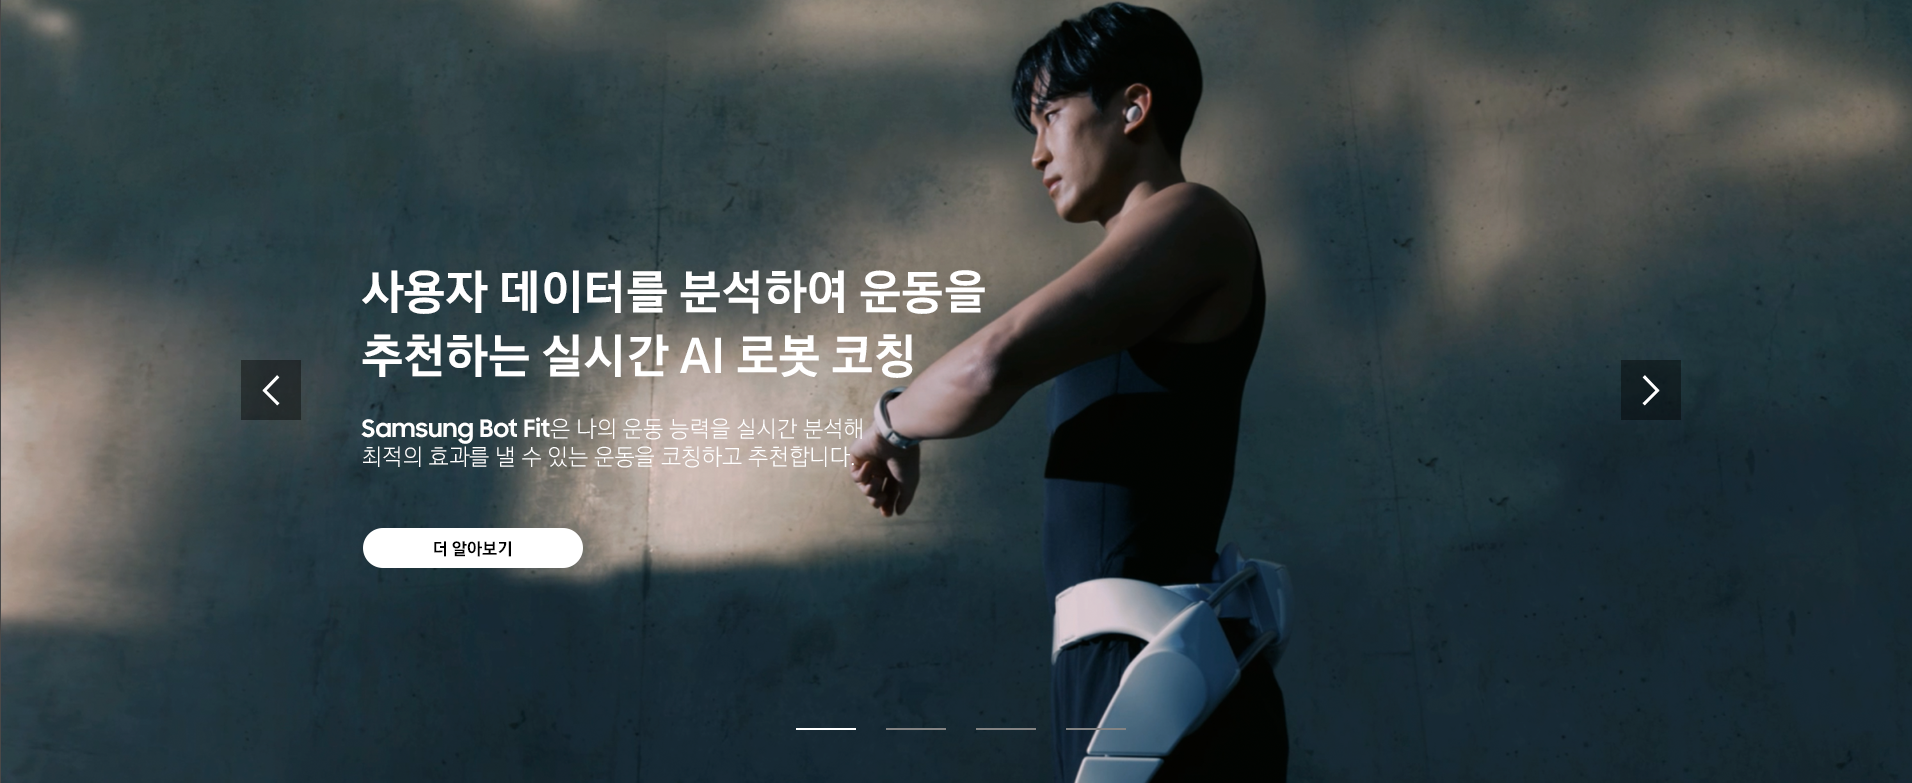 사용자 데이터를 분석하여 운동을
추천하는 실시간 AI 로봇 코칭
Samsung Bot Fit은 나의 운동 능력을 실시간 분석해
최적의 효과를 낼 수 있는 운동을 코칭하고 추천합니다.
더 알아보기